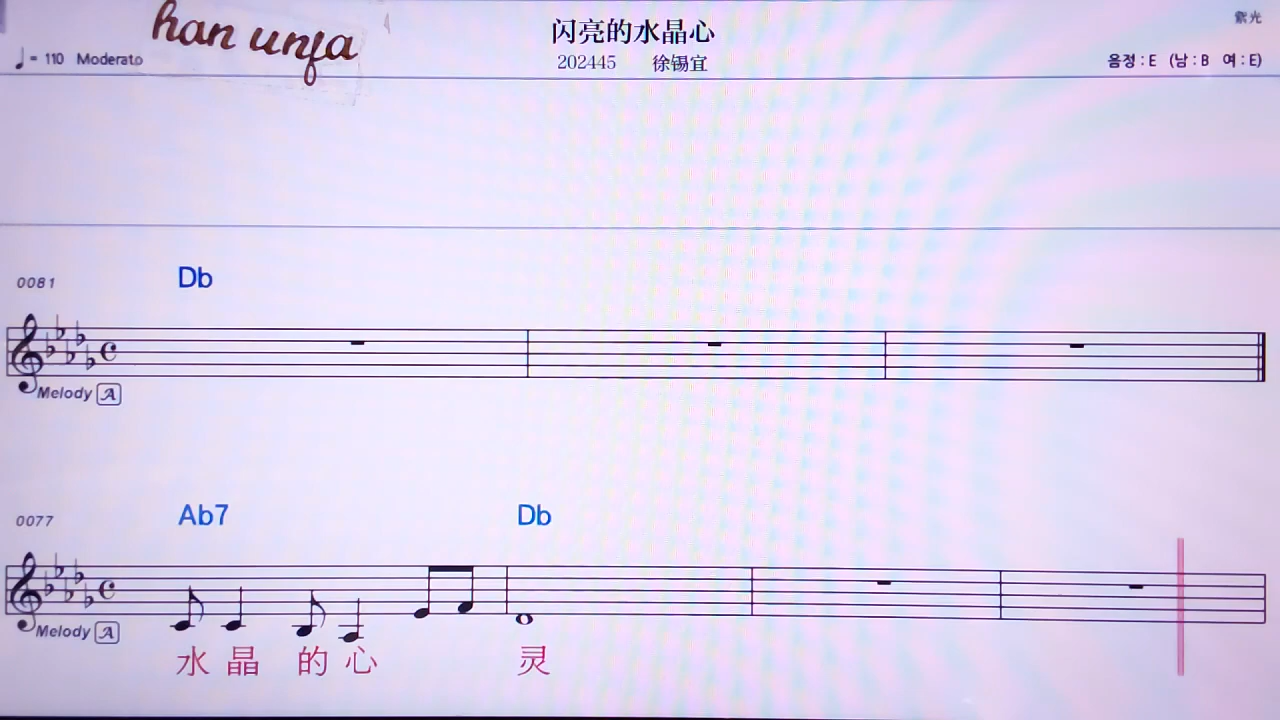 han unja
闪亮的水晶心
紫光
♩= 110 Moderato
202445 徐锡宜
음정 : E (남 : B 여 : E)
0081
Db
Melody A
0077
Ab7 Db
Melody A
水 晶 的 心 灵